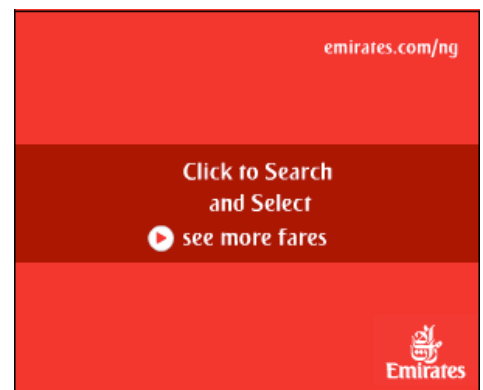 emirates.com/ng
Click to Search
and Select
see more fares
Emirates